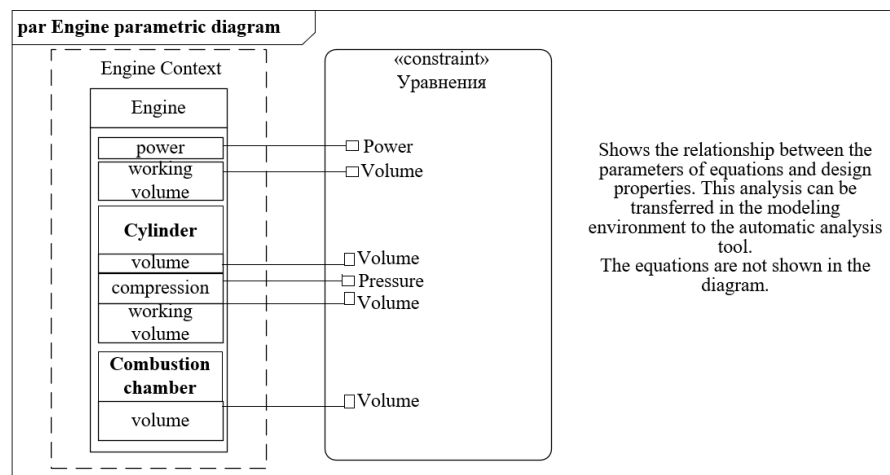 par Engine parametric diagram
Engine Context
Engine
power
working
volume
Cylinder
volume
compression
working
volume
Combustion
chamber
volume
«constraint»
Уравнения
Power
Volume
Volume
Pressure
Volume
Volume
Shows the relationship between the
parameters of equations and design
properties. This analysis can be
transferred in the modeling
environment to the automatic analysis
tool.
The equations are not shown in the
diagram.